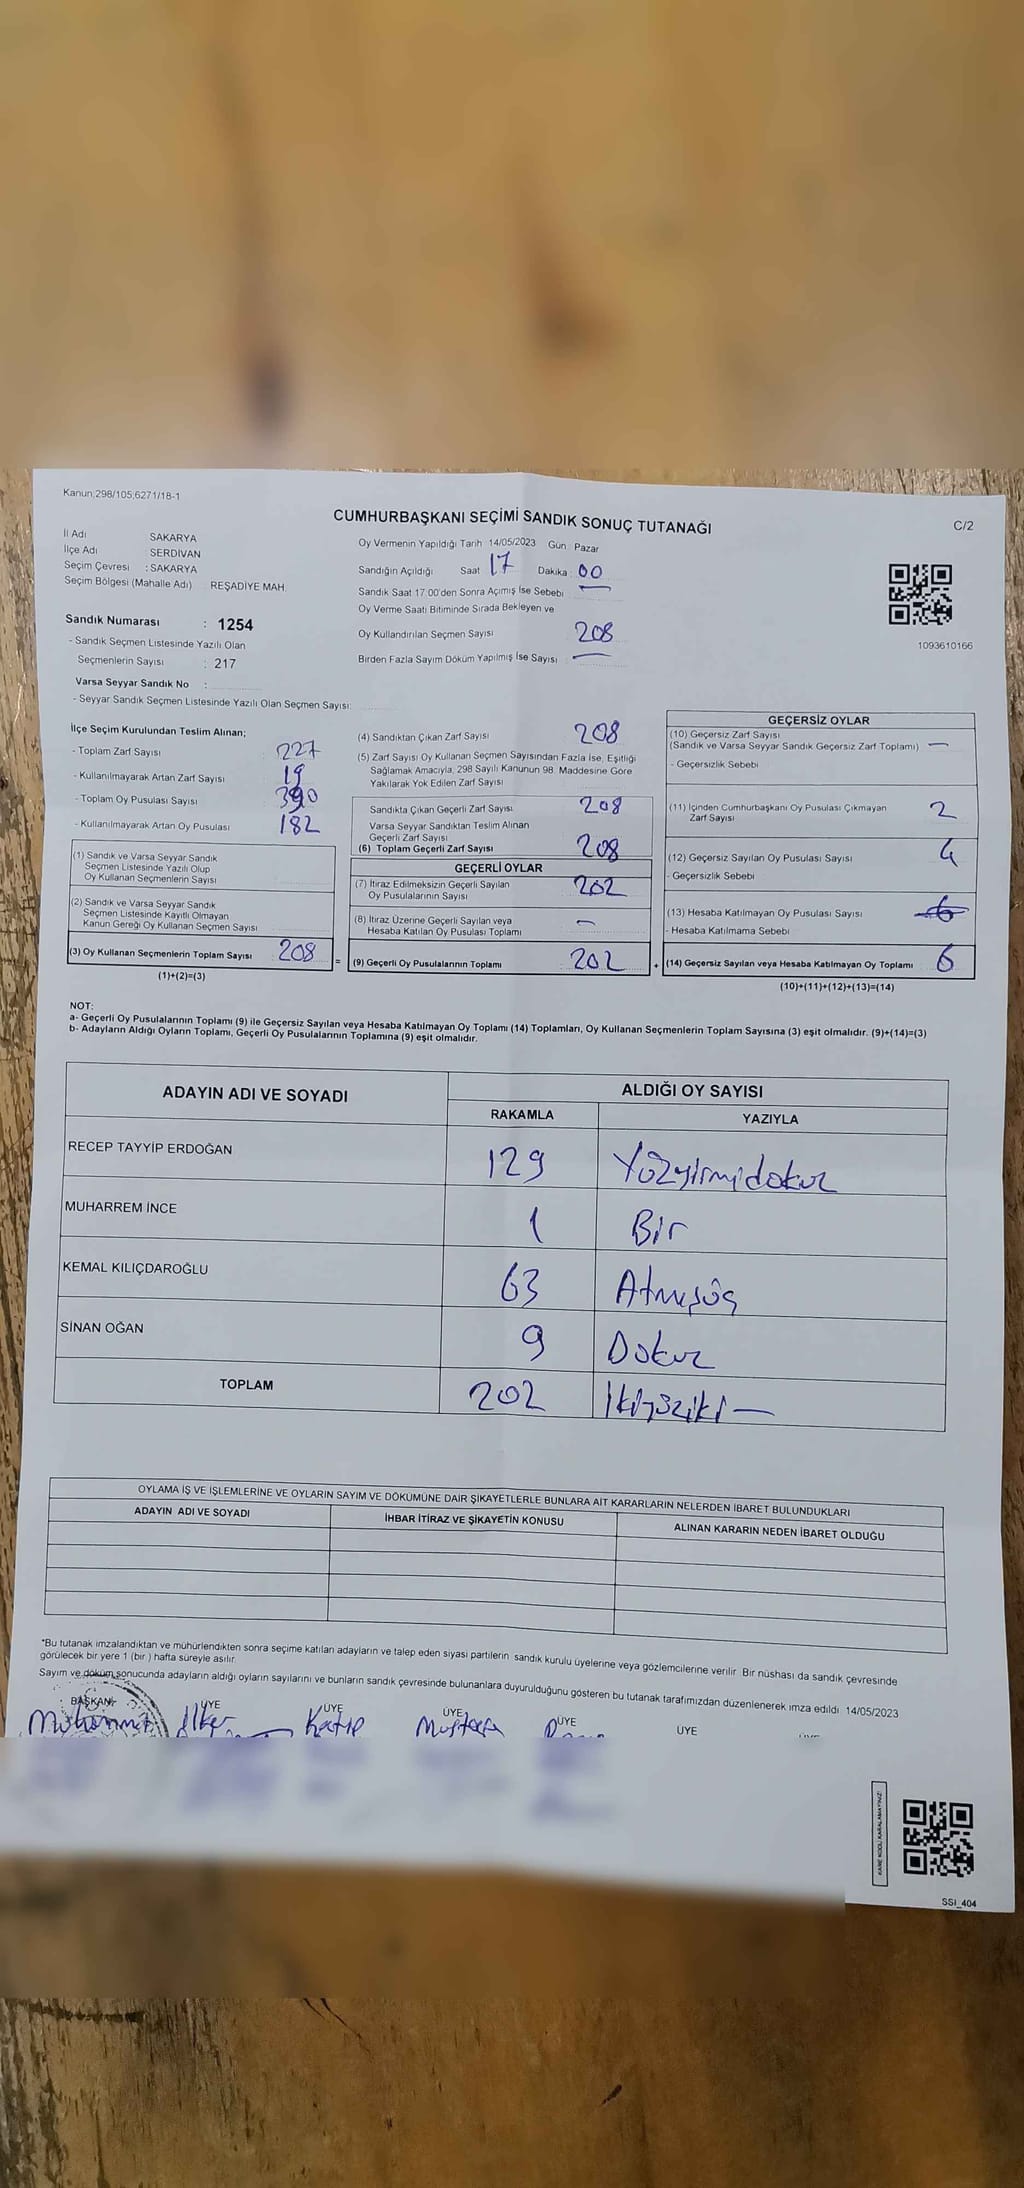 Kanun;298/105;6271/18-1
CUMHURBAŞKANI SEÇİMİ SANDIK SONUÇ TUTANAĞI
C/2
İl Adı SAKARYA
İlçe Adı SERDİVAN
Seçim Çevresi : SAKARYA
Seçim Bölgesi (Mahalle Adı) REŞADİYE MAH.
Sandık Numarası : 1254
- Sandık Seçmen Listesinde Yazılı Olan
Seçmenlerin Sayısı : 217
Varsa Seyyar Sandık No :
- Seyyar Sandık Seçmen Listesinde Yazılı Olan Seçmen Sayısı:
Oy Vermenin Yapıldığı Tarih 14/05/2023 Gün : Pazar
Sandığın Açıldığı Saat 17 Dakika : 00
Sandık Saat 17.00'den Sonra Açımış İse Sebebi —
Oy Verme Saati Bitiminde Sırada Bekleyen ve
Oy Kullandırılan Seçmen Sayısı 208
Birden Fazla Sayım Döküm Yapılmış İse Sayısı : —
1093610166
İlçe Seçim Kurulundan Teslim Alınan;
- Toplam Zarf Sayısı 227
- Kullanılmayarak Artan Zarf Sayısı 19
- Toplam Oy Pusulası Sayısı 390
- Kullanılmayarak Artan Oy Pusulası 182
(1) Sandık ve Varsa Seyyar Sandık
Seçmen Listesinde Yazılı Olup
Oy Kullanan Seçmenlerin Sayısı
(2) Sandık ve Varsa Seyyar Sandık
Seçmen Listesinde Kayıtlı Olmayan
Kanun Gereği Oy Kullanan Seçmen Sayısı
(3) Oy Kullanan Seçmenlerin Toplam Sayısı 208 =
(1)+(2)=(3)
(4) Sandıktan Çıkan Zarf Sayısı 208
(5) Zarf Sayısı Oy Kullanan Seçmen Sayısından Fazla İse, Eşitliği
Sağlamak Amacıyla, 298 Sayılı Kanunun 98. Maddesine Göre
Yakılarak Yok Edilen Zarf Sayısı
Sandıkta Çıkan Geçerli Zarf Sayısı 208
Varsa Seyyar Sandıktan Teslim Alınan
Geçerli Zarf Sayısı
(6) Toplam Geçerli Zarf Sayısı 208
GEÇERLİ OYLAR
(7) İtiraz Edilmeksizin Geçerli Sayılan
Oy Pusulalarının Sayısı 202
(8) İtiraz Üzerine Geçerli Sayılan veya
Hesaba Katılan Oy Pusulası Toplamı —
(9) Geçerli Oy Pusulalarının Toplamı 202 +
GEÇERSİZ OYLAR
(10) Geçersiz Zarf Sayısı
(Sandık ve Varsa Seyyar Sandık Geçersiz Zarf Toplamı) —
- Geçersizlik Sebebi
(11) İçinden Cumhurbaşkanı Oy Pusulası Çıkmayan
Zarf Sayısı 2
(12) Geçersiz Sayılan Oy Pusulası Sayısı 4
- Geçersizlik Sebebi
(13) Hesaba Katılmayan Oy Pusulası Sayısı 6
- Hesaba Katılmama Sebebi
(14) Geçersiz Sayılan veya Hesaba Katılmayan Oy Toplamı 6
(10)+(11)+(12)+(13)=(14)
NOT:
a- Geçerli Oy Pusulalarının Toplamı (9) ile Geçersiz Sayılan veya Hesaba Katılmayan Oy Toplamı (14) Toplamları, Oy Kullanan Seçmenlerin Toplam Sayısına (3) eşit olmalıdır. (9)+(14)=(3)
b- Adayların Aldığı Oyların Toplamı, Geçerli Oy Pusulalarının Toplamına (9) eşit olmalıdır.
ADAYIN ADI VE SOYADI ALDIĞI OY SAYISI
RAKAMLA YAZIYLA
RECEP TAYYİP ERDOĞAN 129 Yüzyirmidokuz
MUHARREM İNCE 1 Bir
KEMAL KILIÇDAROĞLU 63 Atmışüç
SİNAN OĞAN 9 Dokuz
TOPLAM 202 İkiyüziki —
OYLAMA İŞ VE İŞLEMLERİNE VE OYLARIN SAYIM VE DÖKÜMÜNE DAİR ŞİKAYETLERLE BUNLARA AİT KARARLARIN NELERDEN İBARET BULUNDUKLARI
ADAYIN ADI VE SOYADI İHBAR İTİRAZ VE ŞİKAYETİN KONUSU ALINAN KARARIN NEDEN İBARET OLDUĞU
*Bu tutanak imzalandıktan ve mühürlendikten sonra seçime katılan adayların ve talep eden siyasi partilerin sandık kurulu üyelerine veya gözlemcilerine verilir. Bir nüshası da sandık çevresinde
görülecek bir yere 1 (bir ) hafta süreyle asılır.
Sayım ve döküm sonucunda adayların aldığı oyların sayılarını ve bunların sandık çevresinde bulunanlara duyurulduğunu gösteren bu tutanak tarafımızdan düzenlenerek imza edildi 14/05/2023
BAŞKAN ÜYE ÜYE ÜYE ÜYE ÜYE
İlker Mustafa
KARE KODU KARALAMAYINIZ!
SSI_404